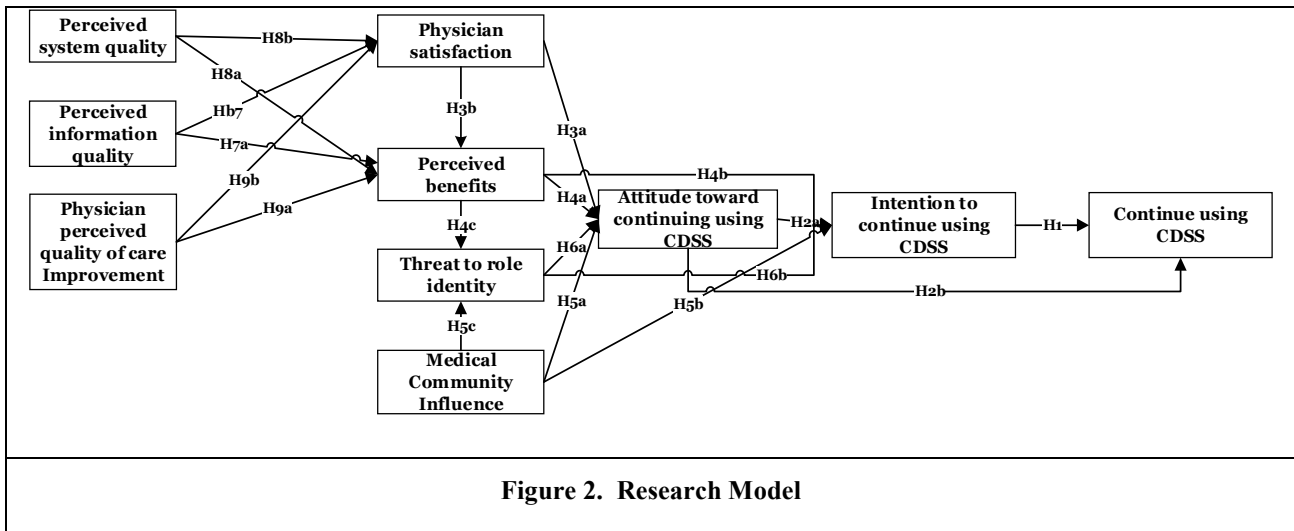 Perceived
system quality
H8b
Physician
satisfaction
H8a
Hb7
H3b
H3a
Perceived
information
quality
H7a
H9b
Perceived
benefits
H4b
H4a
Physician
perceived
quality of care
Improvement
H9a
H4c
Attitude toward
continuing using
CDSS
H2a
Intention to
continue using
CDSS
H1
Continue using
CDSS
H6a
Threat to role
identity
H6b
H5a
H5b
H2b
H5c
Medical
Community
Influence
Figure 2. Research Model